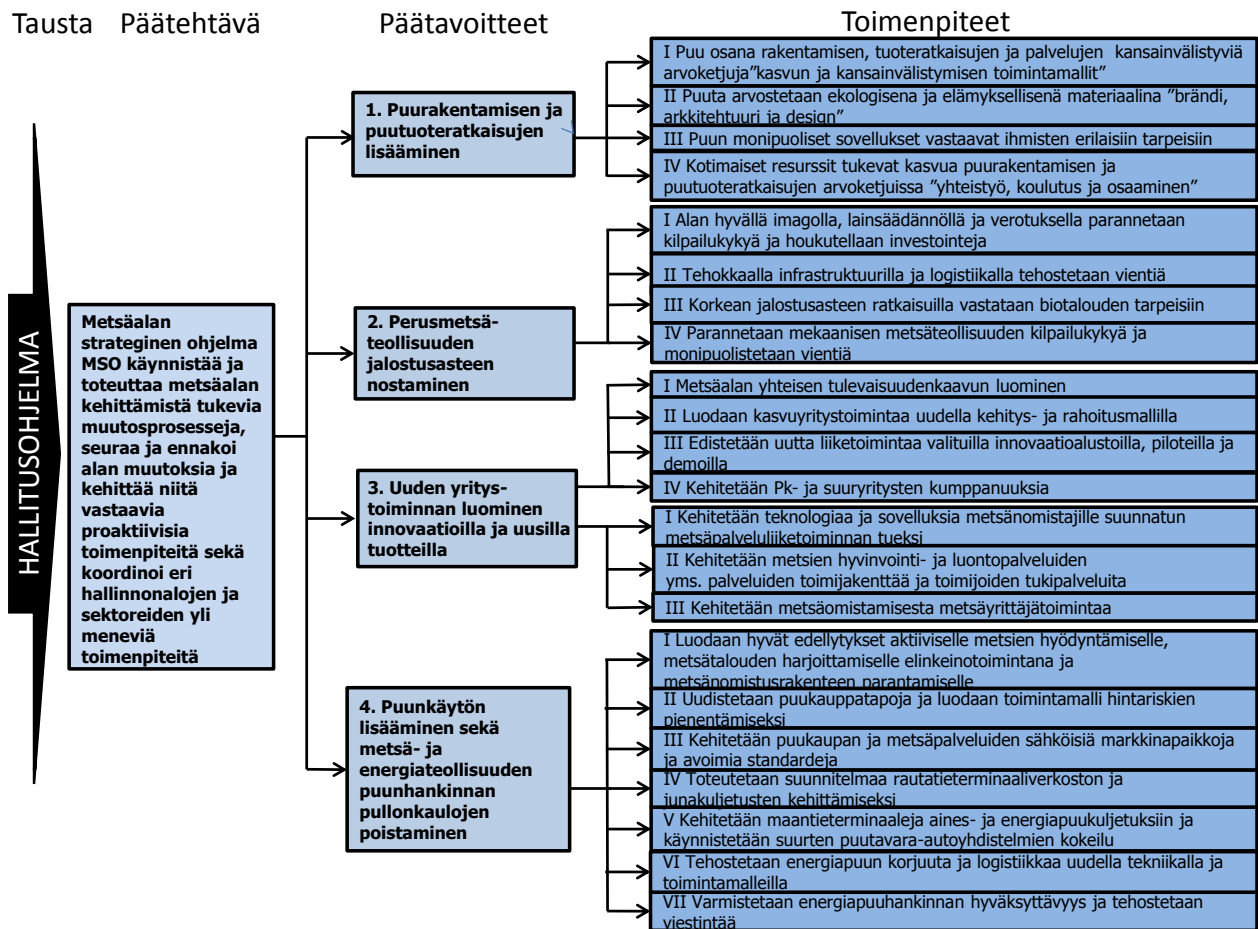 Tausta Päätehtävä Päätavoitteet Toimenpiteet
HALLITUSOHJELMA
Metsäalan
strateginen ohjelma
MSO käynnistää ja
toteuttaa metsäalan
kehittämistä tukevia
muutosprosesseja,
seuraa ja ennakoi
alan muutoksia ja
kehittää niitä
vastaavia
proaktiivisia
toimenpiteitä sekä
koordinoi eri
hallinnonalojen ja
sektoreiden yli
meneviä
toimenpiteitä
1. Puurakentamisen ja
puutuoteratkaisujen
lisääminen
I Puu osana rakentamisen, tuoteratkaisujen ja palvelujen kansainvälistyviä
arvoketjuja"kasvun ja kansainvälistymisen toimintamallit"
II Puuta arvostetaan ekologisena ja elämyksellisenä materiaalina "brändi,
arkkitehtuuri ja design"
III Puun monipuoliset sovellukset vastaavat ihmisten erilaisiin tarpeisiin
IV Kotimaiset resurssit tukevat kasvua puurakentamisen ja
puutuoteratkaisujen arvoketjuissa "yhteistyö, koulutus ja osaaminen"
2. Perusmetsä-
teollisuuden
jalostusasteen
nostaminen
I Alan hyvällä imagolla, lainsäädännöllä ja verotuksella parannetaan
kilpailukykyä ja houkutellaan investointeja
II Tehokkaalla infrastruktuurilla ja logistiikalla tehostetaan vientiä
III Korkean jalostusasteen ratkaisuilla vastataan biotalouden tarpeisiin
IV Parannetaan mekaanisen metsäteollisuuden kilpailukykyä ja
monipuolistetaan vientiä
3. Uuden yritys-
toiminnan luominen
innovaatioilla ja uusilla
tuotteilla
I Metsäalan yhteisen tulevaisuudenkaavun luominen
II Luodaan kasvuyritystoimintaa uudella kehitys- ja rahoitusmallilla
III Edistetään uutta liiketoimintaa valituilla innovaatioalustoilla, piloteilla ja
demoilla
IV Kehitetään Pk- ja suuryritysten kumppanuuksia
I Kehitetään teknologiaa ja sovelluksia metsänomistajille suunnatun
metsäpalveluliiketoiminnan tueksi
II Kehitetään metsien hyvinvointi- ja luontopalveluiden
yms. palveluiden toimijakenttää ja toimijoiden tukipalveluita
III Kehitetään metsäomistamisesta metsäyrittäjätoimintaa
4. Puunkäytön
lisääminen sekä
metsä- ja
energiateollisuuden
puunhankinnan
pullonkaulojen
poistaminen
I Luodaan hyvät edellytykset aktiiviselle metsien hyödyntämiselle,
metsätalouden harjoittamiselle elinkeinotoimintana ja
metsänomistusrakenteen parantamiselle
II Uudistetaan puukauppatapoja ja luodaan toimintamalli hintariskien
pienentämiseksi
III Kehitetään puukaupan ja metsäpalveluiden sähköisiä markkinapaikkoja
ja avoimia standardeja
IV Toteutetaan suunnitelmaa rautatieterminaaliverkoston ja
junakuljetusten kehittämiseksi
V Kehitetään maantieterminaaleja aines- ja energiapuukuljetuksiin ja
käynnistetään suurten puutavara-autoyhdistelmien kokeilu
VI Tehostetaan energiapuun korjuuta ja logistiikkaa uudella tekniikalla ja
toimintamalleilla
VII Varmistetaan energiapuuhankinnan hyväksyttävyys ja tehostetaan
viestintää